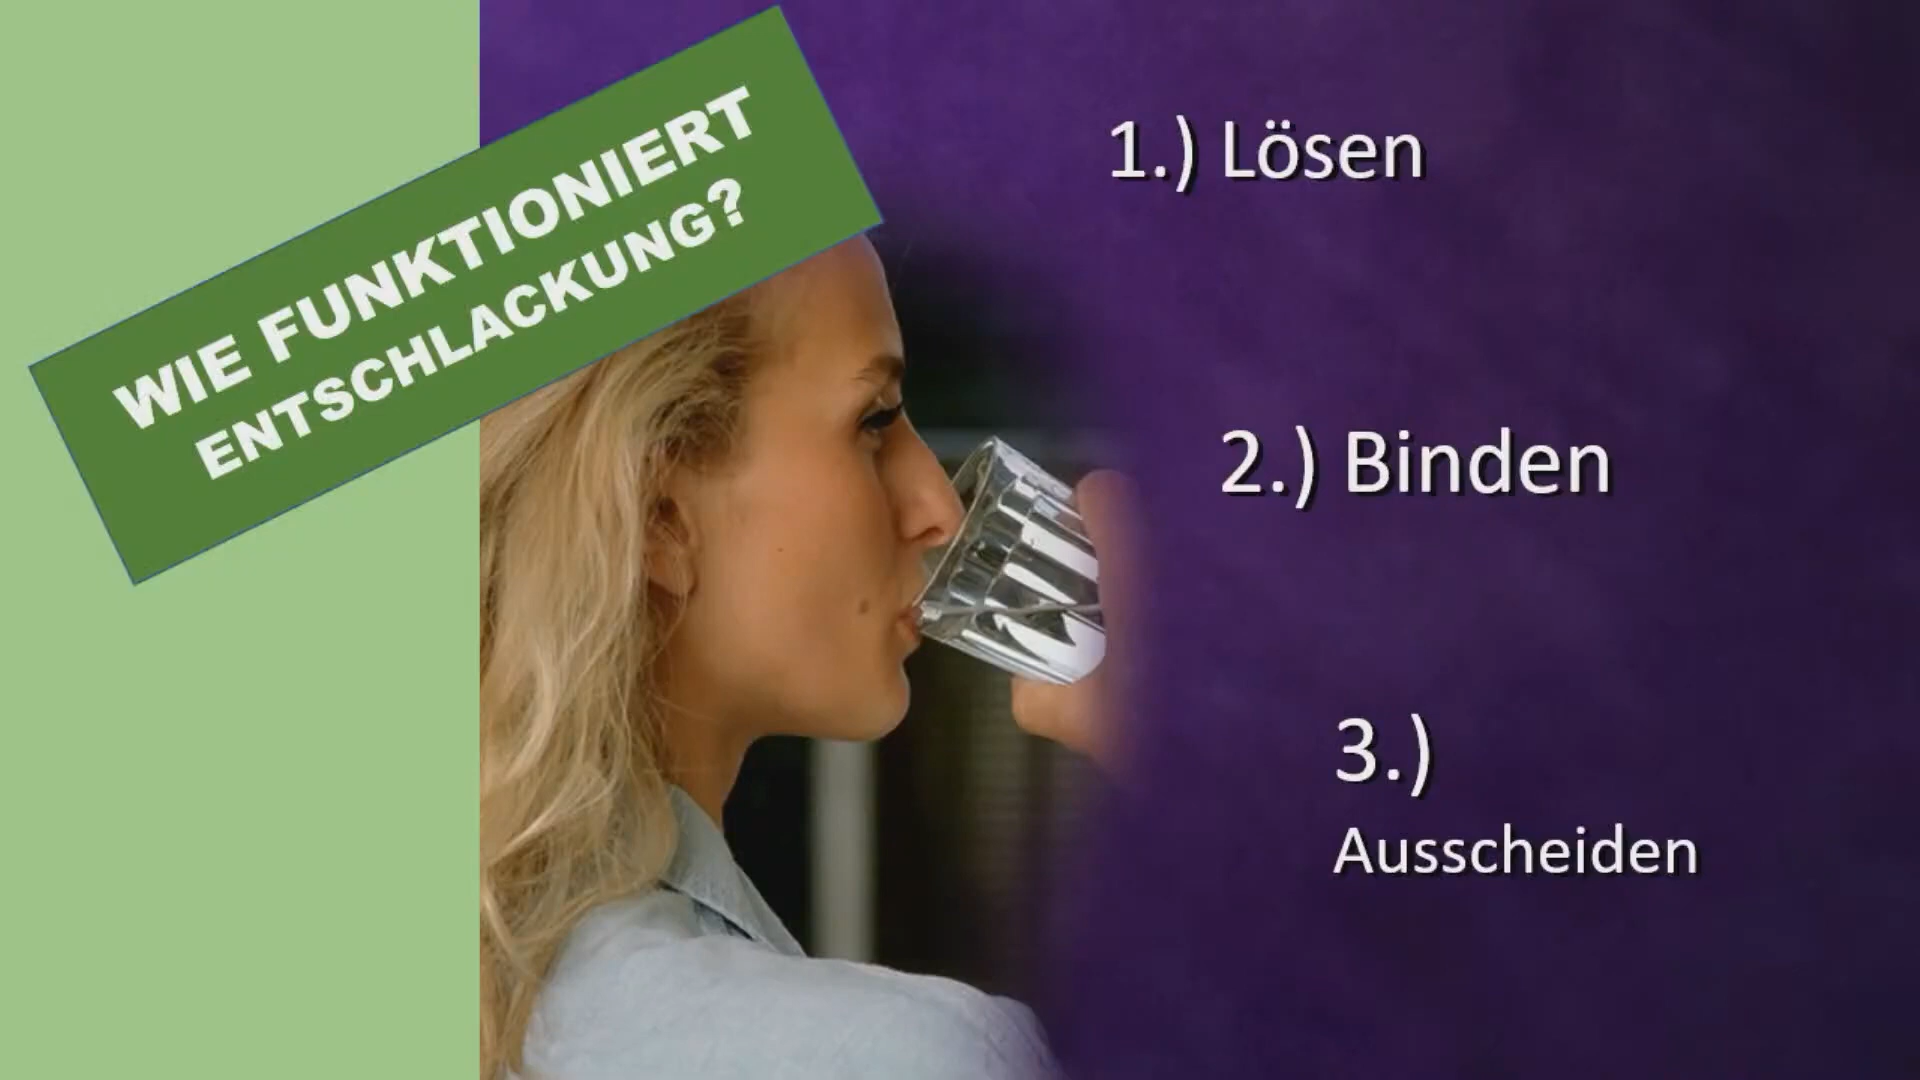 WIE FUNKTIONIERT
ENTSCHLACKUNG?
1.) Lösen
2.) Binden
3.)
Ausscheiden